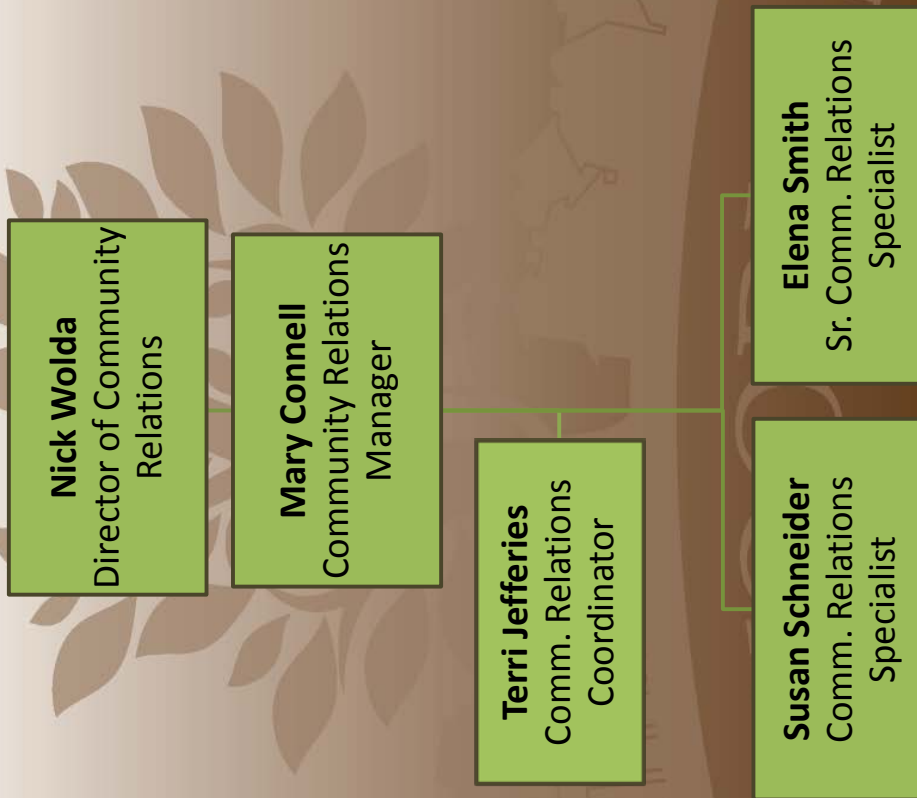 Nick Wolda
Director of Community
Relations
Mary Connell
Community Relations
Manager
Terri Jefferies
Comm. Relations
Coordinator
Susan Schneider
Comm. Relations
Specialist
Elena Smith
Sr. Comm. Relations
Specialist